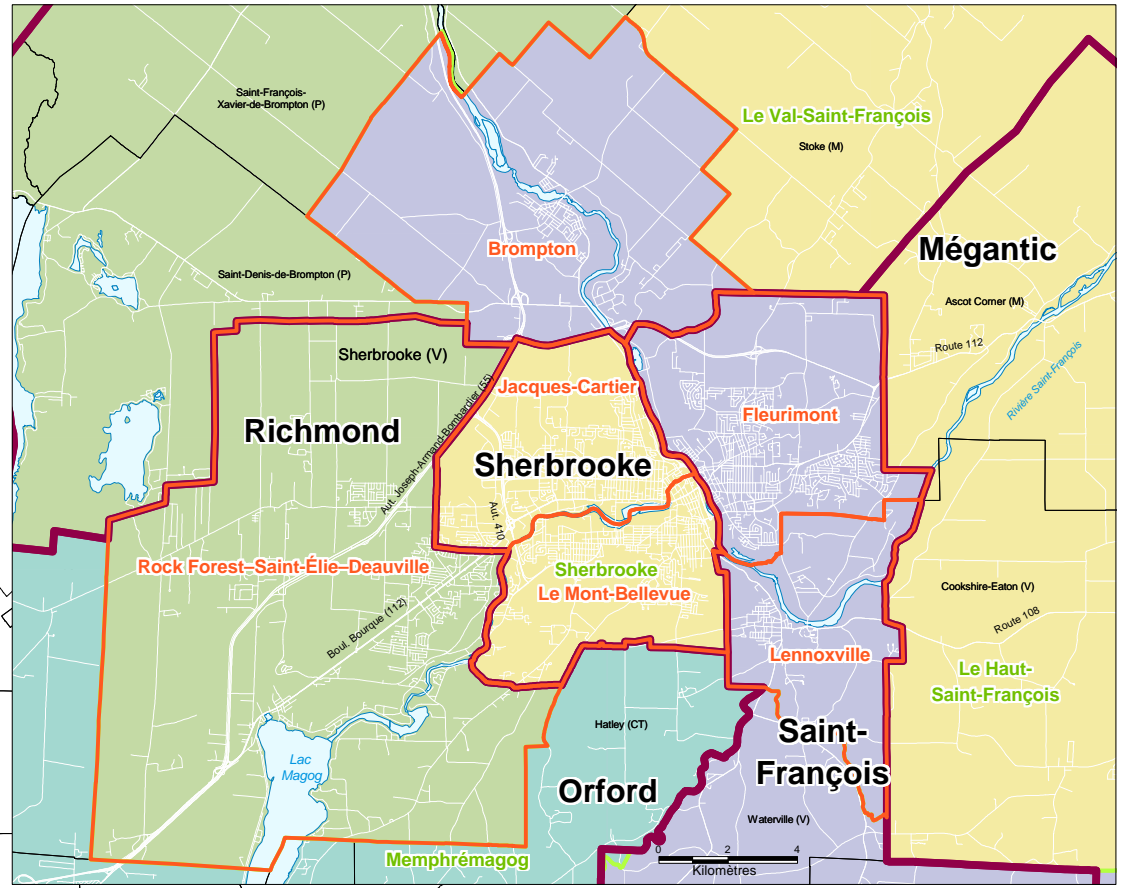 Saint-François-
Xavier-de-Brompton (P)
Le Val-Saint-François
Stoke (M)
Mégantic
Brompton
Saint-Denis-de-Brompton (P)
Ascot Corner (M)
Route 112
Rivière Saint-François
Sherbrooke (V)
Aut. Joseph-Armand-Bombardier (55)
Jacques-Cartier
Fleurimont
Richmond
Sherbrooke
Aut. 410
Rock Forest–Saint-Élie–Deauville
Sherbrooke
Le Mont-Bellevue
Cookshire-Eaton (V)
Route 108
Boul. Bourque (112)
Lennoxville
Le Haut-
Saint-François
Hatley (CT)
Saint-
François
Lac
Magog
Orford
Waterville (V)
Memphrémagog
0 2 4
Kilomètres